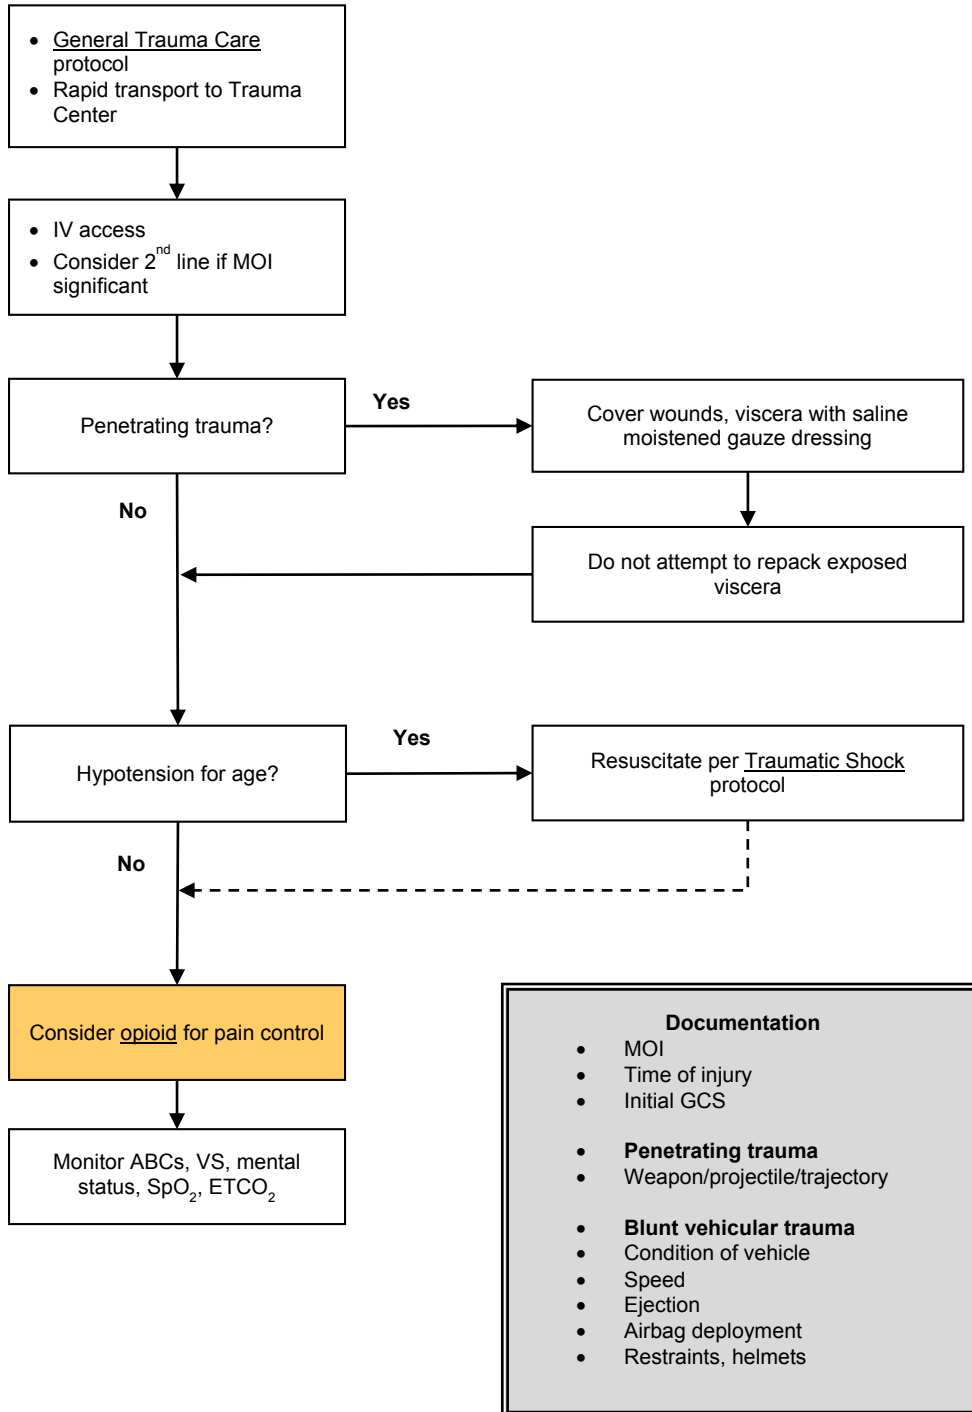 • General Trauma Care
protocol
• Rapid transport to Trauma
Center
• IV access
• Consider 2nd line if MOI
significant
Penetrating trauma?
Yes
Cover wounds, viscera with saline
moistened gauze dressing
No
Do not attempt to repack exposed
viscera
Hypotension for age?
Yes
Resuscitate per Traumatic Shock
protocol
No
Consider opioid for pain control
Monitor ABCs, VS, mental
status, SpO2, ETCO2
Documentation
• MOI
• Time of injury
• Initial GCS
• Penetrating trauma
• Weapon/projectile/trajectory
• Blunt vehicular trauma
• Condition of vehicle
• Speed
• Ejection
• Airbag deployment
• Restraints, helmets